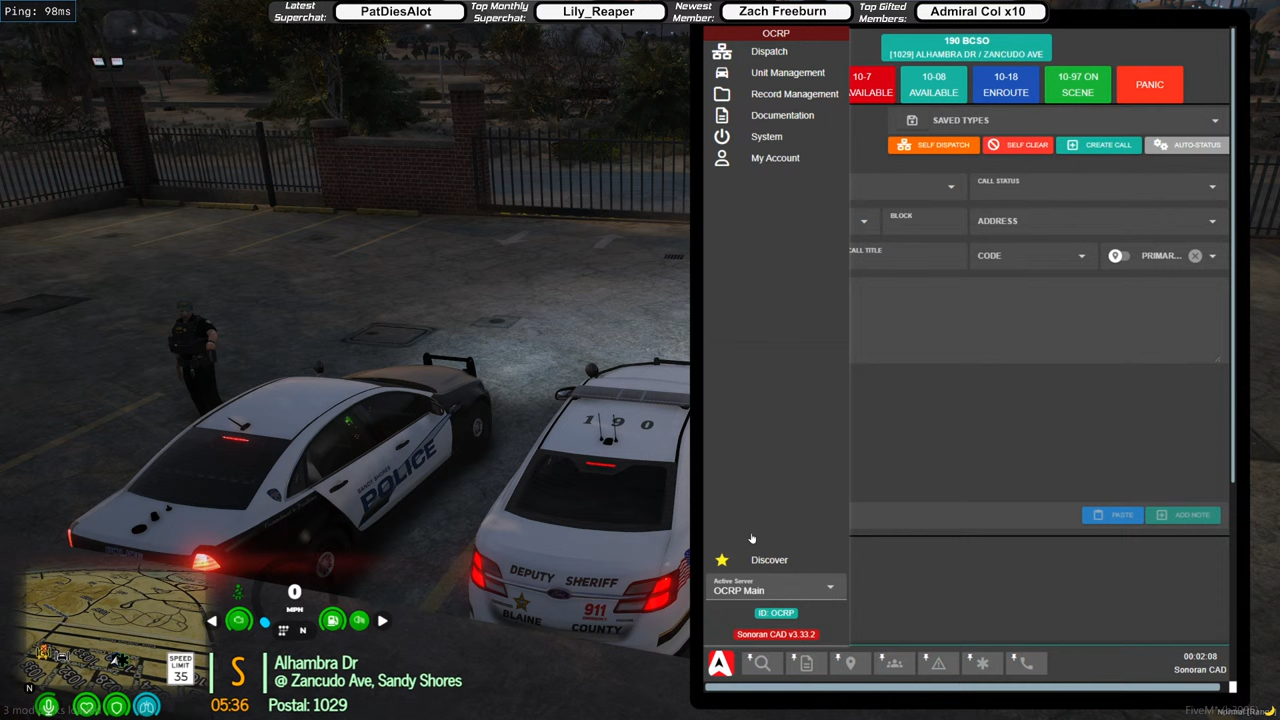 Ping: 98ms
Latest Superchat:
PatDiesAlot
Top Monthly Superchat:
Lily_Reaper
Newest Member:
Zach Freeburn
Top Gifted Members:
Admiral Col x10
OCRP
Dispatch
Unit Management
Record Management
Documentation
System
My Account
190 BCSO
[1029] ALHAMBRA DR / ZANCUDO AVE
10-7
VAILABLE
10-08
AVAILABLE
10-18
ENROUTE
10-97 ON
SCENE
PANIC
SAVED TYPES
SELF DISPATCH
SELF CLEAR
CREATE CALL
AUTO-STATUS
CALL STATUS
BLOCK
ADDRESS
CALL TITLE
CODE
PRIMAR...
PASTE
ADD NOTE
Discover
Active Server
OCRP Main
ID: OCRP
Sonoran CAD v3.33.2
00:02:08
Sonoran CAD
190
SANDY SHORES
POLICE
DEPUTY SHERIFF
BLAINE 911
COUNTY
0
MPH
N
SPEED
LIMIT
35
S
05:36
Alhambra Dr
@ Zancudo Ave, Sandy Shores
Postal: 1029
N